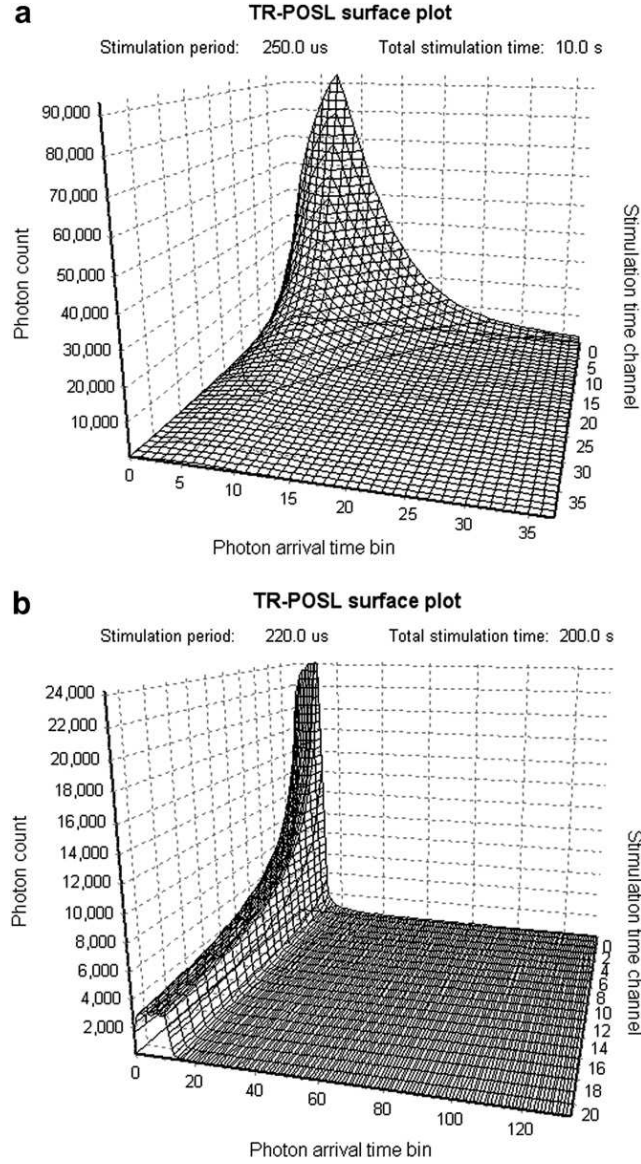 a
TR-POSL surface plot
Stimulation period: 250.0 us Total stimulation time: 10.0 s
90,000
80,000
70,000
60,000
50,000
40,000
30,000
20,000
10,000
Photon count
0 5 10 15 20 25 30 35
Photon arrival time bin
0
5
10
15
20
25
30
35
Stimulation time channel
b
TR-POSL surface plot
Stimulation period: 220.0 us Total stimulation time: 200.0 s
24,000
22,000
20,000
18,000
16,000
14,000
12,000
10,000
8,000
6,000
4,000
2,000
Photon count
0 20 40 60 80 100 120
Photon arrival time bin
0
2
4
6
8
10
12
14
16
18
20
Stimulation time channel